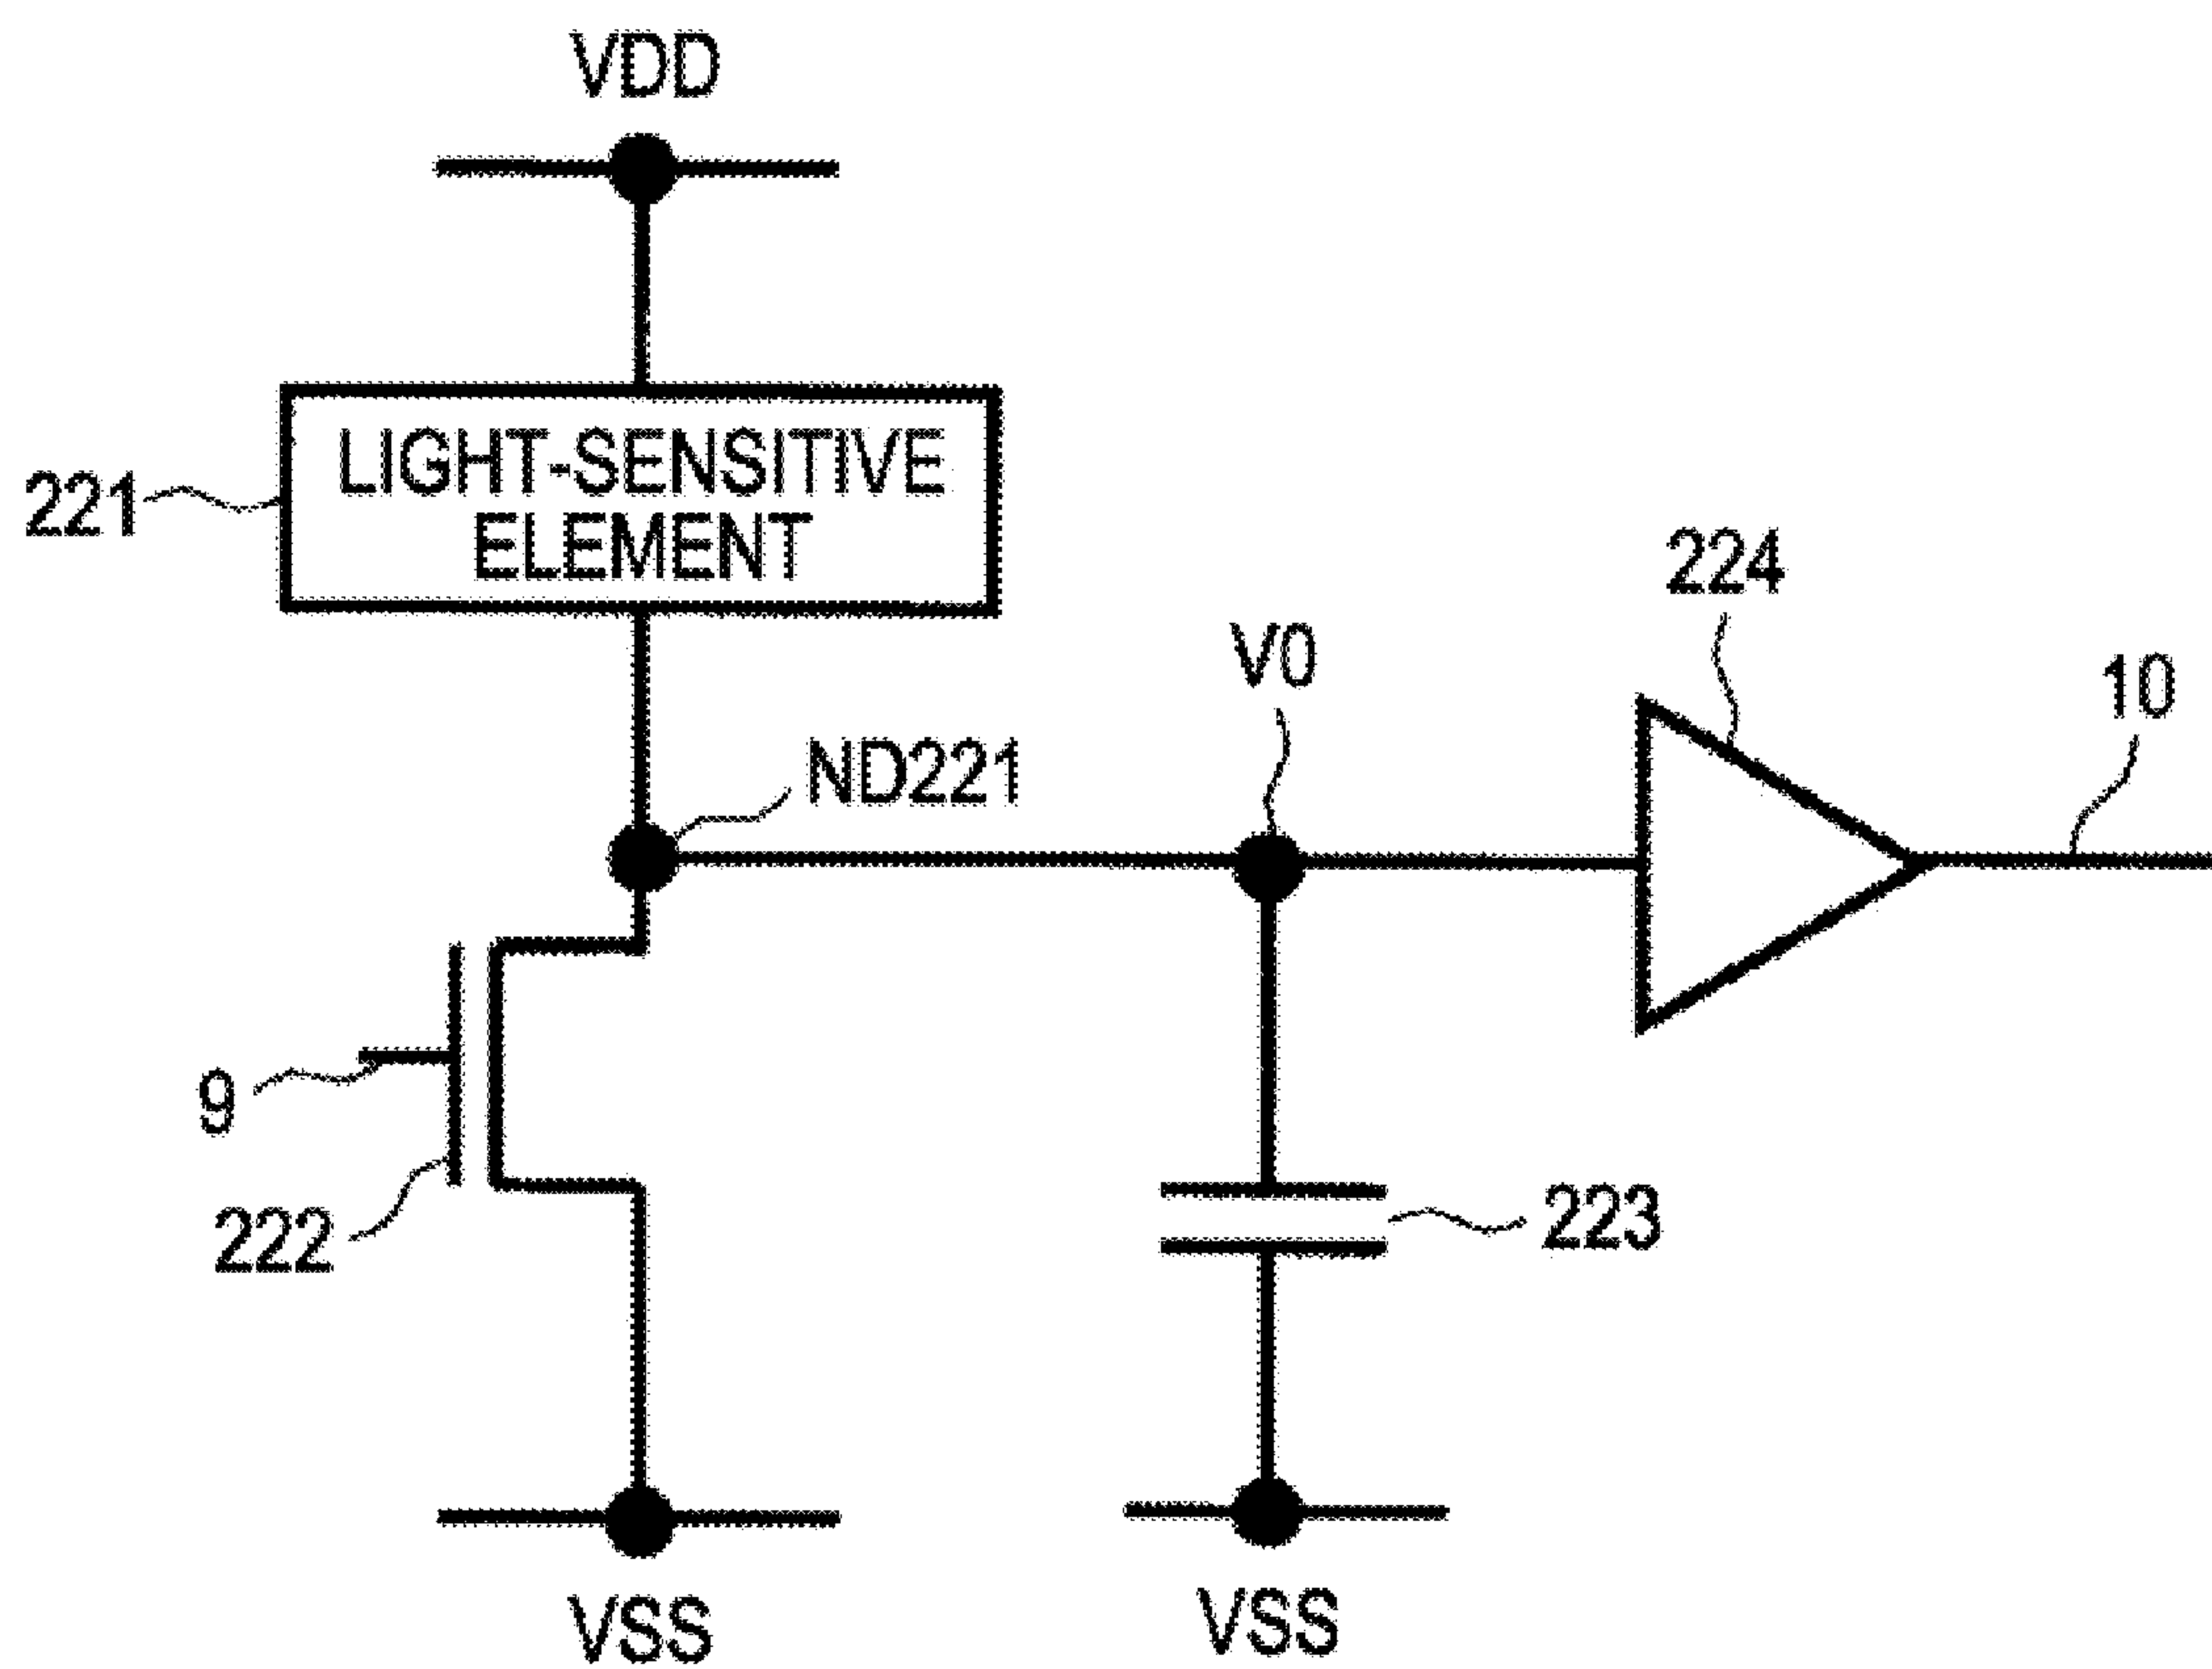 VDD
LIGHT-SENSITIVE
ELEMENT
221
224
V0
10
ND221
9
222
223
VSS
VSS